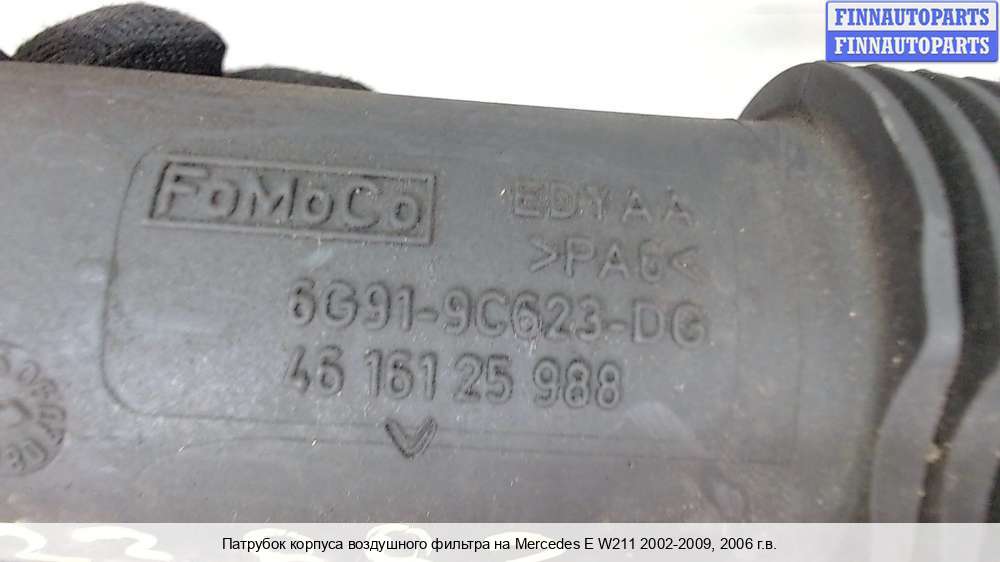 FINNAUTOPARTS
FINNAUTOPARTS
FoMoCo
EDYAA
>PA6<
6G91-9C623-DG
46 161 25 988
Патрубок корпуса воздушного фильтра на Mercedes E W211 2002-2009, 2006 г.в.